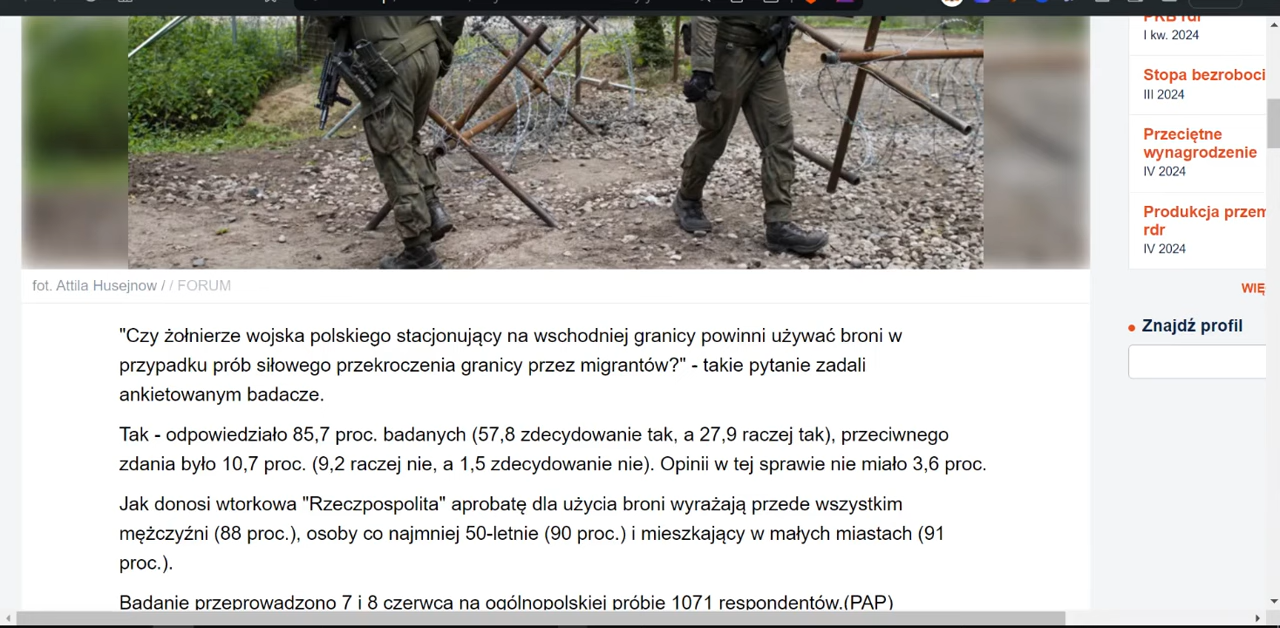 fot. Attila Husejnow / / FORUM
"Czy żołnierze wojska polskiego stacjonujący na wschodniej granicy powinni używać broni w
przypadku prób siłowego przekroczenia granicy przez migrantów?" - takie pytanie zadali
ankietowanym badacze.
Tak - odpowiedziało 85,7 proc. badanych (57,8 zdecydowanie tak, a 27,9 raczej tak), przeciwnego
zdania było 10,7 proc. (9,2 raczej nie, a 1,5 zdecydowanie nie). Opinii w tej sprawie nie miało 3,6 proc.
Jak donosi wtorkowa "Rzeczpospolita" aprobatę dla użycia broni wyrażają przede wszystkim
mężczyźni (88 proc.), osoby co najmniej 50-letnie (90 proc.) i mieszkający w małych miastach (91
proc.).
Badanie przeprowadzono 7 i 8 czerwca na ogólnopolskiej próbie 1071 respondentów.(PAP)
PKB rdr
I kw. 2024
Stopa bezroboci
III 2024
Przeciętne
wynagrodzenie
IV 2024
Produkcja przem
rdr
IV 2024
WIĘ
Znajdź profil